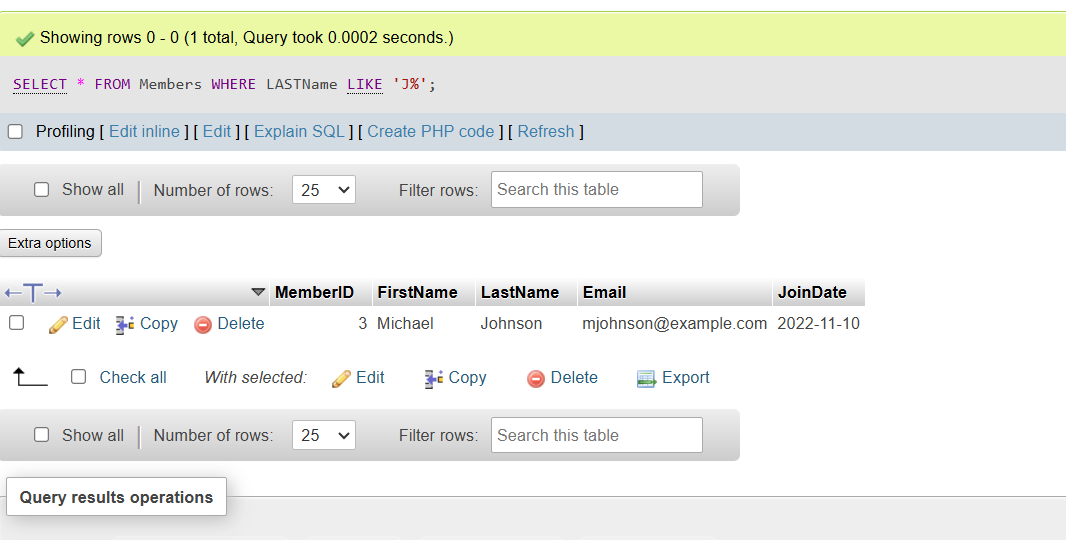 Showing rows 0 - 0 (1 total, Query took 0.0002 seconds.)
SELECT * FROM Members WHERE LASTName LIKE 'J%';
Profiling [ Edit inline ] [ Edit ] [ Explain SQL ] [ Create PHP code ] [ Refresh ]
Show all Number of rows: 25 Filter rows: Search this table
Extra options
MemberID FirstName LastName Email JoinDate
Edit Copy Delete 3 Michael Johnson mjohnson@example.com 2022-11-10
Check all With selected: Edit Copy Delete Export
Show all Number of rows: 25 Filter rows: Search this table
Query results operations